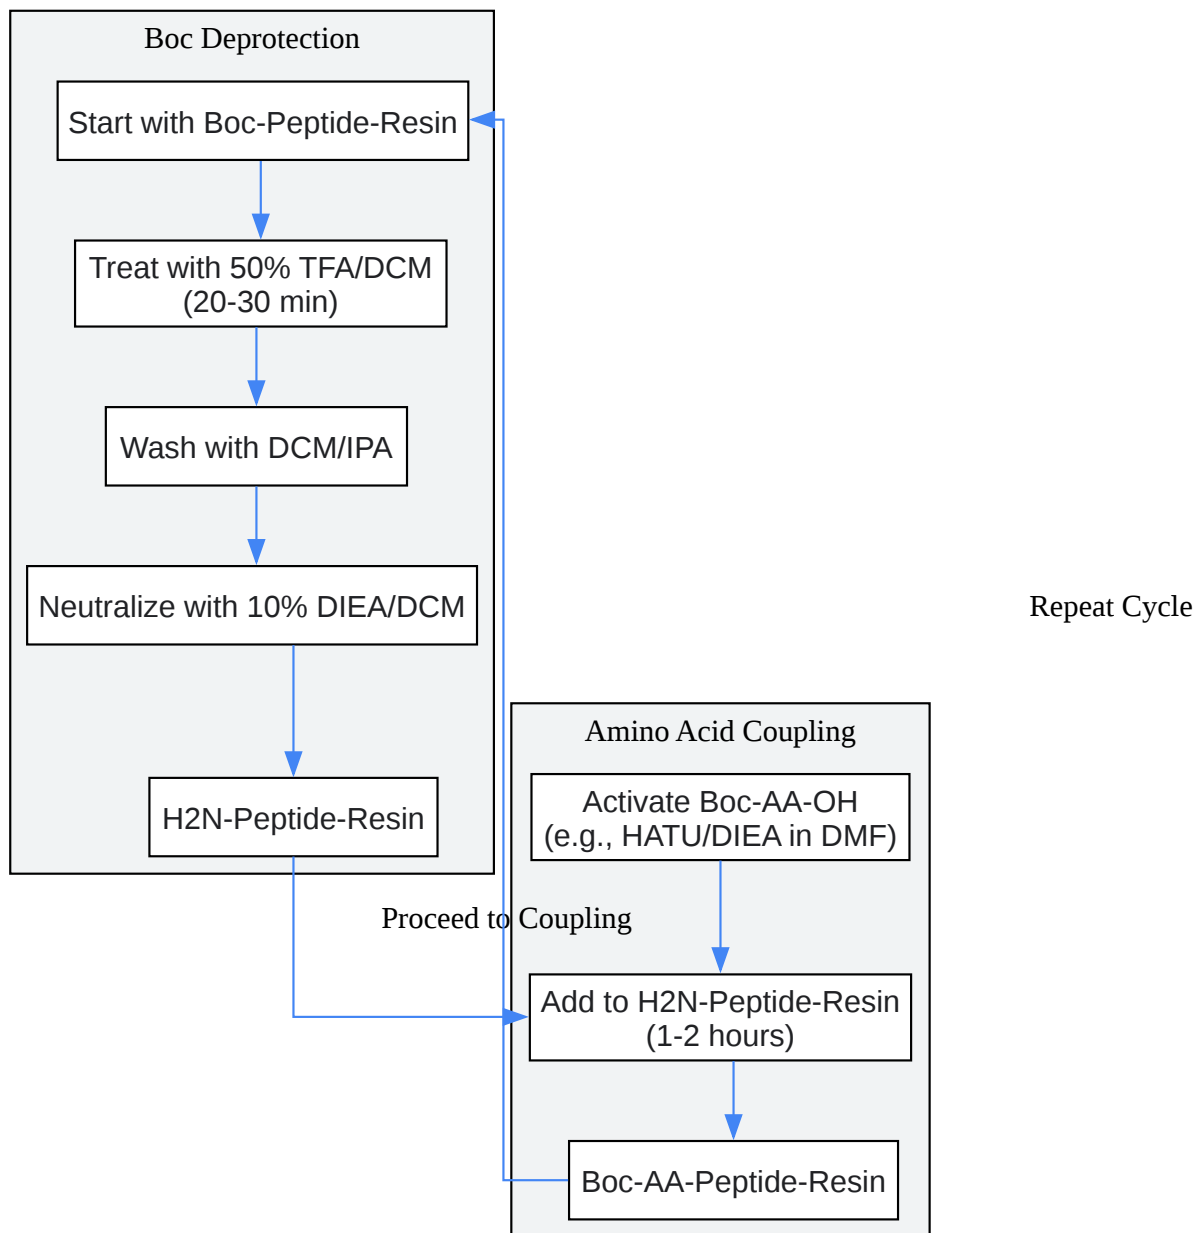 Boc Deprotection
Start with Boc-Peptide-Resin
Treat with 50% TFA/DCM
(20-30 min)
Wash with DCM/IPA
Neutralize with 10% DIEA/DCM
H2N-Peptide-Resin
Proceed to Coupling
Amino Acid Coupling
Activate Boc-AA-OH
(e.g., HATU/DIEA in DMF)
Add to H2N-Peptide-Resin
(1-2 hours)
Boc-AA-Peptide-Resin
Repeat Cycle